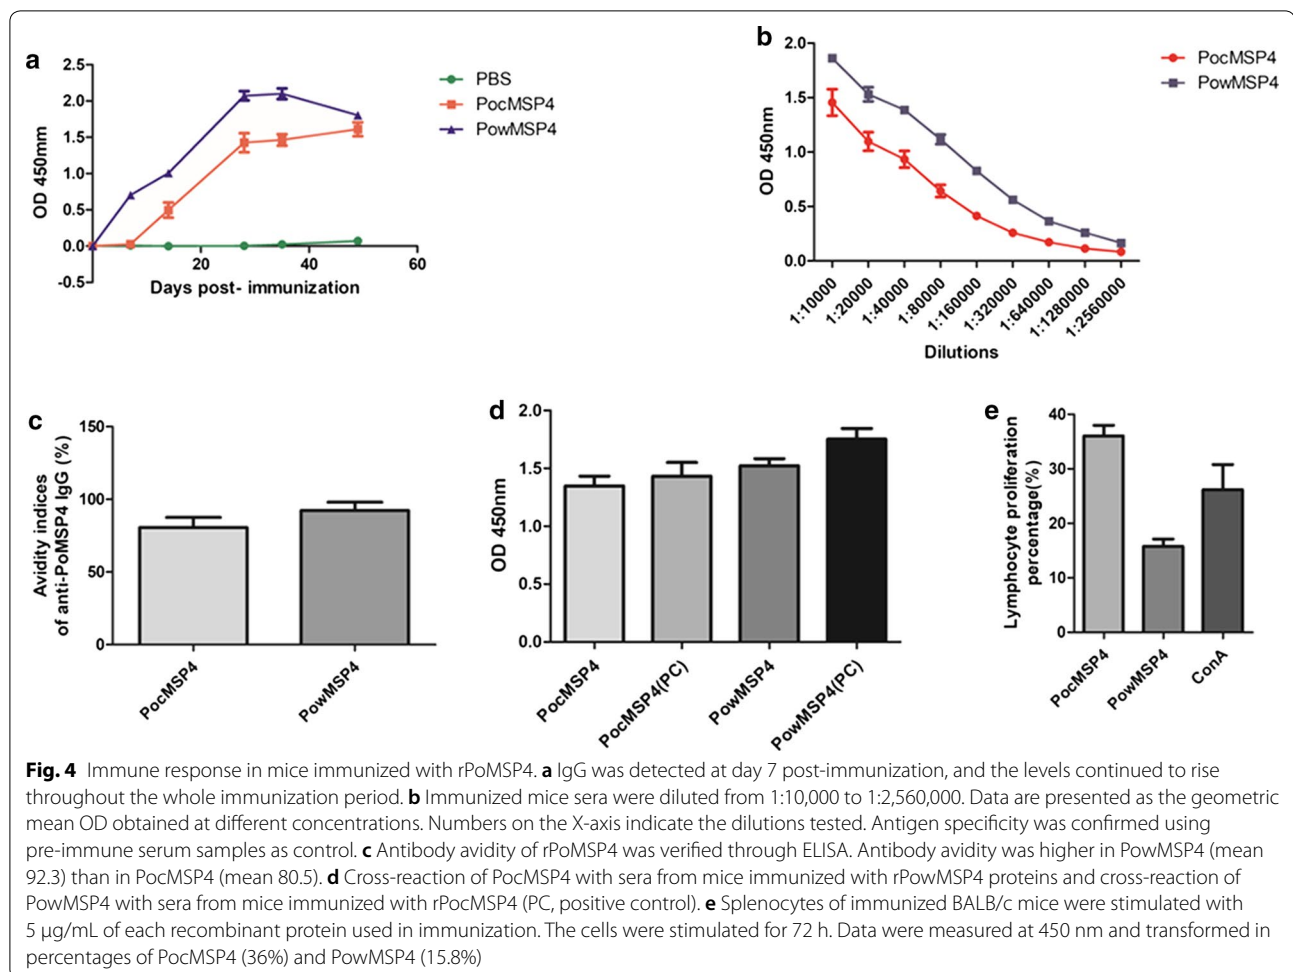 a
2.5
2.0
1.5
1.0
0.5
0.0
-0.5
OD 450mm
20
40
60
Days post- immunization
PBS
PocMSP4
PowMSP4
b
2.0
1.5
1.0
0.5
0.0
OD 450nm
1:10000
1:20000
1:40000
1:80000
1:160000
1:320000
1:640000
1:1280000
1:2560000
Dilutions
PocMSP4
PowMSP4
c
150
100
50
0
Avidity indices
of anti-PoMSP4 IgG (%)
PocMSP4
PowMSP4
d
2.0
1.5
1.0
0.5
0.0
OD 450nm
PocMSP4
PocMSP4(PC)
PowMSP4
PowMSP4(PC)
e
40
30
20
10
0
Lymphocyte proliferation
percentage(%)
PocMSP4
PowMSP4
ConA
Fig. 4 Immune response in mice immunized with rPoMSP4. a IgG was detected at day 7 post-immunization, and the levels continued to rise
throughout the whole immunization period. b Immunized mice sera were diluted from 1:10,000 to 1:2,560,000. Data are presented as the geometric
mean OD obtained at different concentrations. Numbers on the X-axis indicate the dilutions tested. Antigen specificity was confirmed using
pre-immune serum samples as control. c Antibody avidity of rPoMSP4 was verified through ELISA. Antibody avidity was higher in PowMSP4 (mean
92.3) than in PocMSP4 (mean 80.5). d Cross-reaction of PocMSP4 with sera from mice immunized with rPowMSP4 proteins and cross-reaction of
PowMSP4 with sera from mice immunized with rPocMSP4 (PC, positive control). e Splenocytes of immunized BALB/c mice were stimulated with
5 μg/mL of each recombinant protein used in immunization. The cells were stimulated for 72 h. Data were measured at 450 nm and transformed in
percentages of PocMSP4 (36%) and PowMSP4 (15.8%)